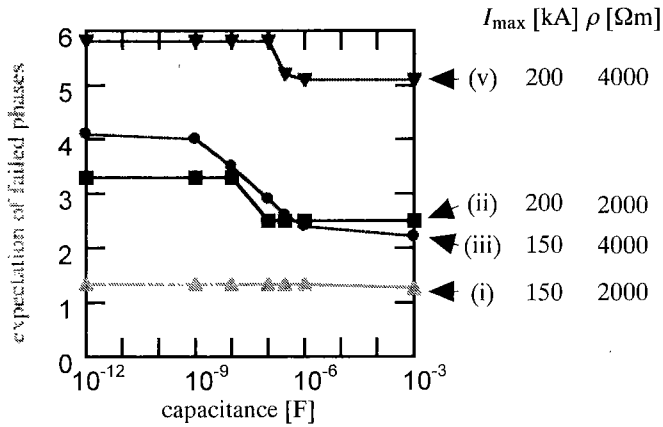 I_max [kA] ρ [Ωm]
6
5
4
3
2
1
0
expectation of failed phases
(v) 200 4000
(ii) 200 2000
(iii) 150 4000
(i) 150 2000
10^-12 10^-9 10^-6 10^-3
capacitance [F]